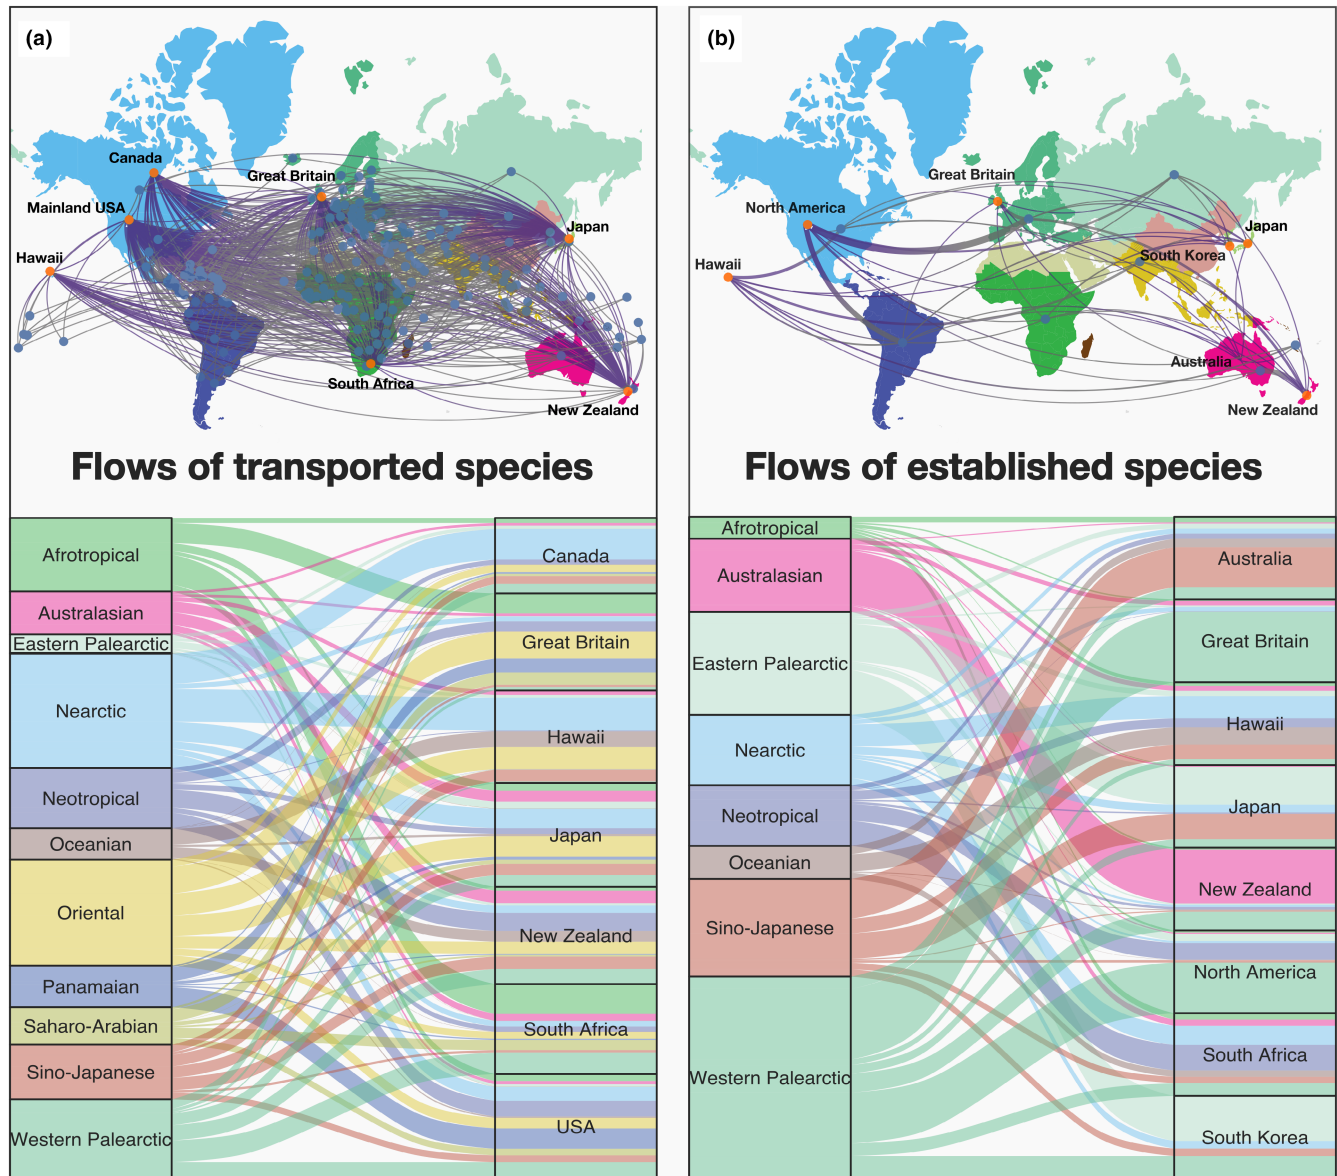 (a)
Canada
Great Britain
Mainland USA
Hawaii
Japan
South Africa
New Zealand
Flows of transported species
Afrotropical
Australasian
Eastern Palearctic
Nearctic
Neotropical
Oceanian
Oriental
Panamaian
Saharo-Arabian
Sino-Japanese
Western Palearctic
Canada
Great Britain
Hawaii
Japan
New Zealand
South Africa
USA
(b)
Great Britain
North America
Japan
Hawaii
South Korea
Australia
New Zealand
Flows of established species
Afrotropical
Australasian
Eastern Palearctic
Nearctic
Neotropical
Oceanian
Sino-Japanese
Western Palearctic
Australia
Great Britain
Hawaii
Japan
New Zealand
North America
South Africa
South Korea